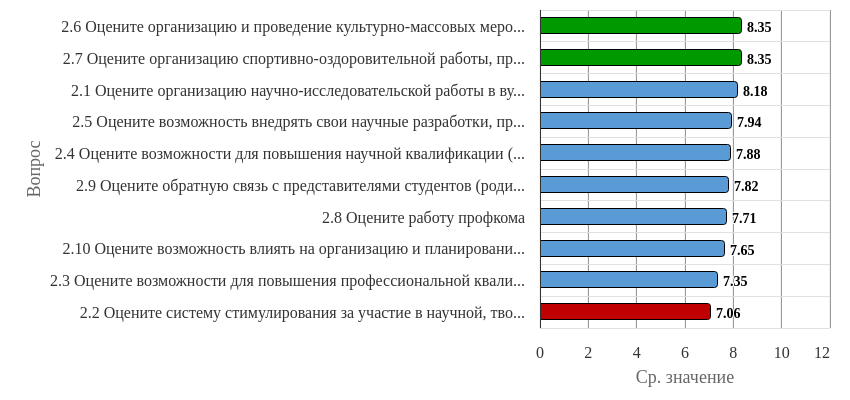 2.6 Оцените организацию и проведение культурно-массовых меро... 8.35
2.7 Оцените организацию спортивно-оздоровительной работы, пр... 8.35
2.1 Оцените организацию научно-исследовательской работы в ву... 8.18
2.5 Оцените возможность внедрять свои научные разработки, пр... 7.94
2.4 Оцените возможности для повышения научной квалификации (... 7.88
2.9 Оцените обратную связь с представителями студентов (роди... 7.82
2.8 Оцените работу профкома 7.71
2.10 Оцените возможность влиять на организацию и планировани... 7.65
2.3 Оцените возможности для повышения профессиональной квали... 7.35
2.2 Оцените систему стимулирования за участие в научной, тво... 7.06
Вопрос
0 2 4 6 8 10 12
Ср. значение